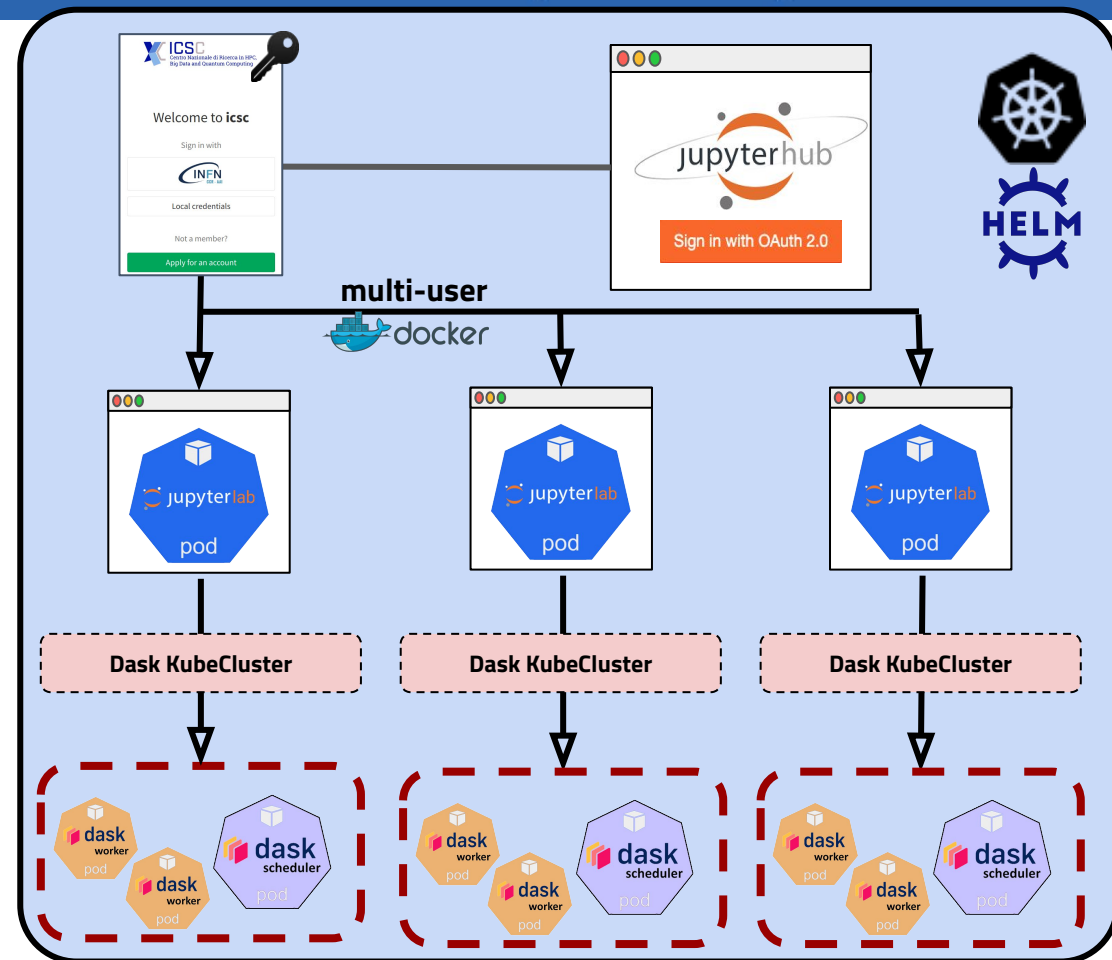 ICSC
Centro Nazionale di Ricerca in HPC,
Big Data and Quantum Computing
Welcome to icsc
Sign in with
INFN
CCR - AAI
Local credentials
Not a member?
Apply for an account
jupyterhub
Sign in with OAuth 2.0
HELM
multi-user
docker
jupyterlab
pod
jupyterlab
pod
jupyterlab
pod
Dask KubeCluster
Dask KubeCluster
Dask KubeCluster
dask
worker
pod
dask
worker
pod
dask
scheduler
pod
dask
worker
pod
dask
worker
pod
dask
scheduler
pod
dask
worker
pod
dask
worker
pod
dask
scheduler
pod